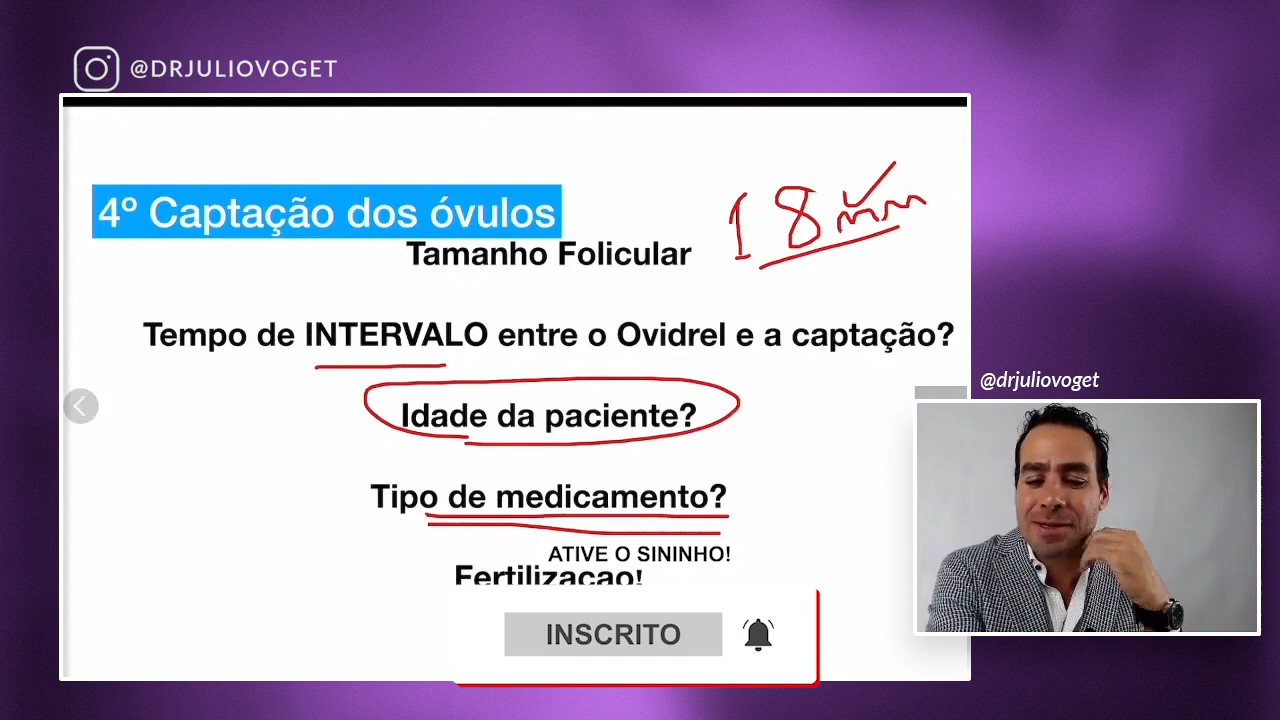 @DRJULIOVOGET
4º Captação dos óvulos
18 mm
Tamanho Folicular
Tempo de INTERVALO entre o Ovidrel e a captação?
@drjuliovoget
Idade da paciente?
Tipo de medicamento?
ATIVE O SININHO!
Fertilizacao!
INSCRITO